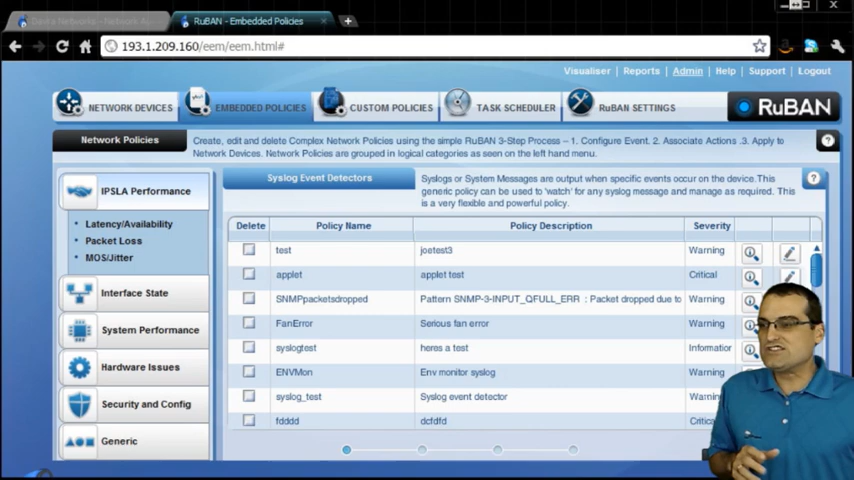 RuBAN - Embedded Policies
193.1.209.160/eem/eem.html#
Visualiser | Reports | Admin | Help | Support | Logout
NETWORK DEVICES
EMBEDDED POLICIES
CUSTOM POLICIES
TASK SCHEDULER
RuBAN SETTINGS
RuBAN
Network Policies
Create, edit and delete Complex Network Policies using the simple RuBAN 3-Step Process – 1. Configure Event. 2. Associate Actions .3. Apply to
Network Devices. Network Policies are grouped in logical categories as seen on the left hand menu.
?
IPSLA Performance
Latency/Availability
Packet Loss
MOS/Jitter
Interface State
System Performance
Hardware Issues
Security and Config
Generic
Syslog Event Detectors
Syslogs or System Messages are output when specific events occur on the device.This
generic policy can be used to 'watch' for any syslog message and manage as required. This
is a very flexible and powerful policy.
?
Delete Policy Name Policy Description Severity
test joetest3 Warning
applet applet test Critical
SNMPpacketsdropped Pattern SNMP-3-INPUT_QFULL_ERR : Packet dropped due to Warning
FanError Serious fan error Warning
syslogtest heres a test Informatior
ENVMon Env monitor syslog Warning
syslog_test Syslog event detector Warning
fdddd dcfdfd Critica